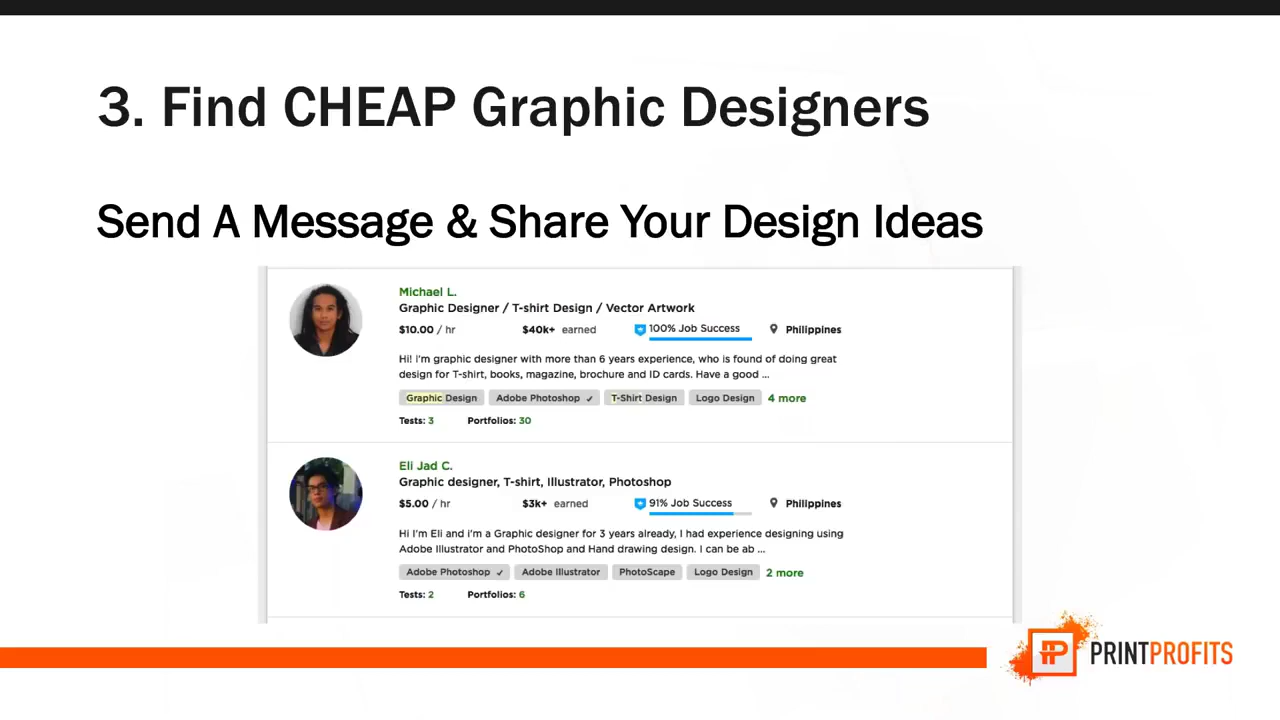 3. Find CHEAP Graphic Designers
Send A Message & Share Your Design Ideas
Michael L.
Graphic Designer / T-shirt Design / Vector Artwork
$10.00 / hr $40k+ earned 100% Job Success Philippines
Hi! i'm graphic designer with more than 6 years experience, who is found of doing great
design for T-shirt, books, magazine, brochure and ID cards. Have a good ...
Graphic Design Adobe Photoshop ✓ T-Shirt Design Logo Design 4 more
Tests: 3 Portfolios: 30
Eli Jad C.
Graphic designer, T-shirt, Illustrator, Photoshop
$5.00 / hr $3k+ earned 91% Job Success Philippines
Hi I'm Eli and i'm a Graphic designer for 3 years already, I had experience designing using
Adobe Illustrator and PhotoShop and Hand drawing design. I can be ab ...
Adobe Photoshop ✓ Adobe Illustrator PhotoScape Logo Design 2 more
Tests: 2 Portfolios: 6
PRINTPROFITS